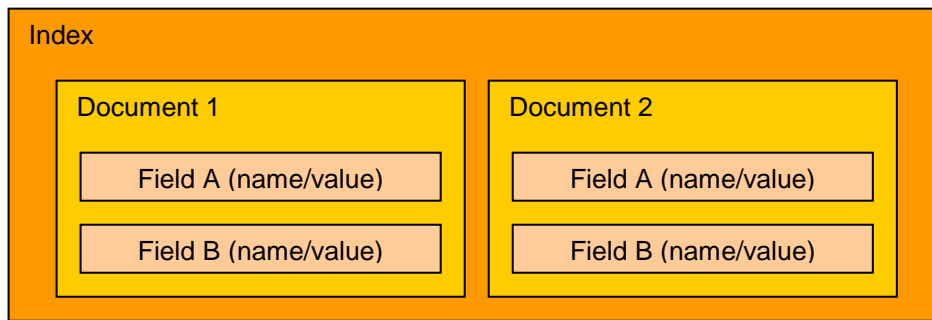 Index
Document 1
Field A (name/value)
Field B (name/value)
Document 2
Field A (name/value)
Field B (name/value)